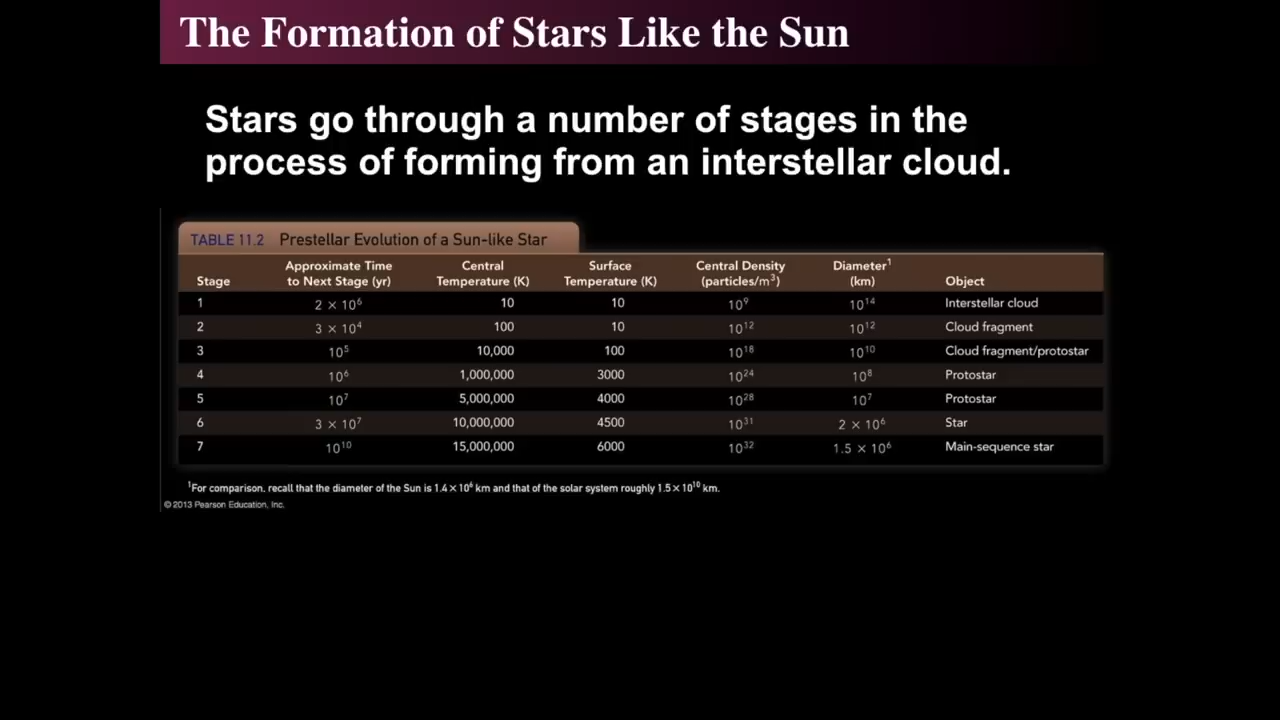 The Formation of Stars Like the Sun
Stars go through a number of stages in the
process of forming from an interstellar cloud.
TABLE 11.2 Prestellar Evolution of a Sun-like Star
Approximate Time Central Surface Central Density Diameter¹
Stage to Next Stage (yr) Temperature (K) Temperature (K) (particles/m³) (km) Object
1 2 × 10⁶ 10 10 10⁹ 10¹⁴ Interstellar cloud
2 3 × 10⁴ 100 10 10¹² 10¹² Cloud fragment
3 10⁵ 10,000 100 10¹⁸ 10¹⁰ Cloud fragment/protostar
4 10⁶ 1,000,000 3000 10²⁴ 10⁸ Protostar
5 10⁷ 5,000,000 4000 10²⁸ 10⁷ Protostar
6 3 × 10⁷ 10,000,000 4500 10³¹ 2 × 10⁶ Star
7 10¹⁰ 15,000,000 6000 10³² 1.5 × 10⁶ Main-sequence star
¹For comparison, recall that the diameter of the Sun is 1.4 × 10⁶ km and that of the solar system roughly 1.5 × 10¹⁰ km.
© 2013 Pearson Education, Inc.